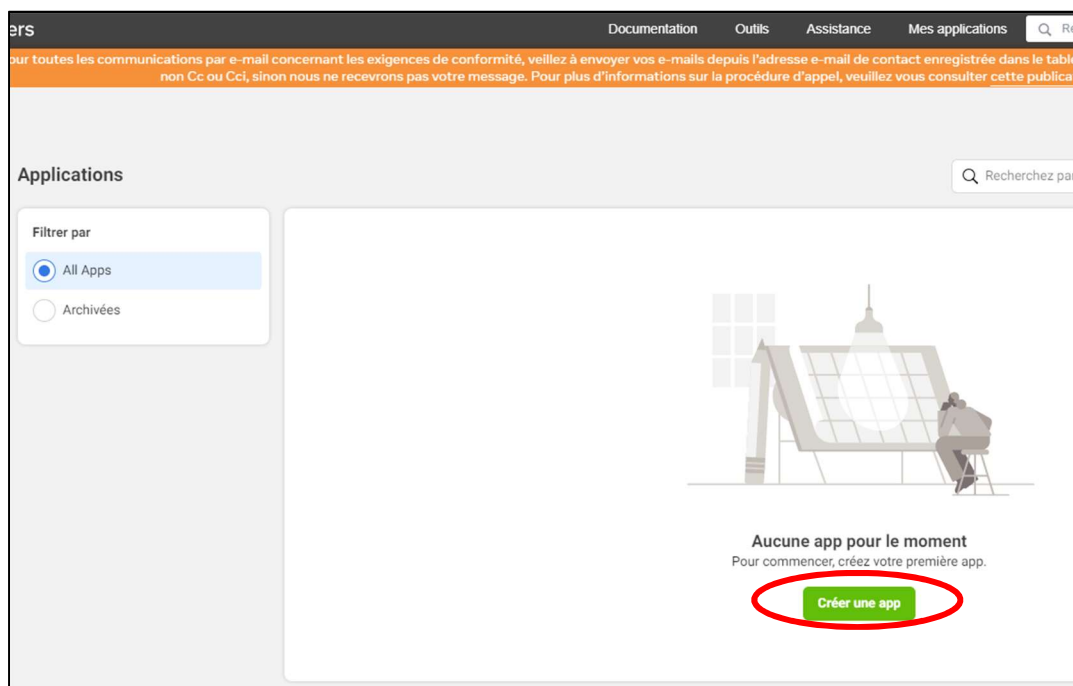 ers
Documentation Outils Assistance Mes applications
our toutes les communications par e-mail concernant les exigences de conformité, veillez à envoyer vos e-mails depuis l'adresse e-mail de contact enregistrée dans le table
non Cc ou Cci, sinon nous ne recevrons pas votre message. Pour plus d'informations sur la procédure d'appel, veuillez vous consulter cette publica
Applications
Recherchez par
Filtrer par
All Apps
Archivées
Aucune app pour le moment
Pour commencer, créez votre première app.
Créer une app